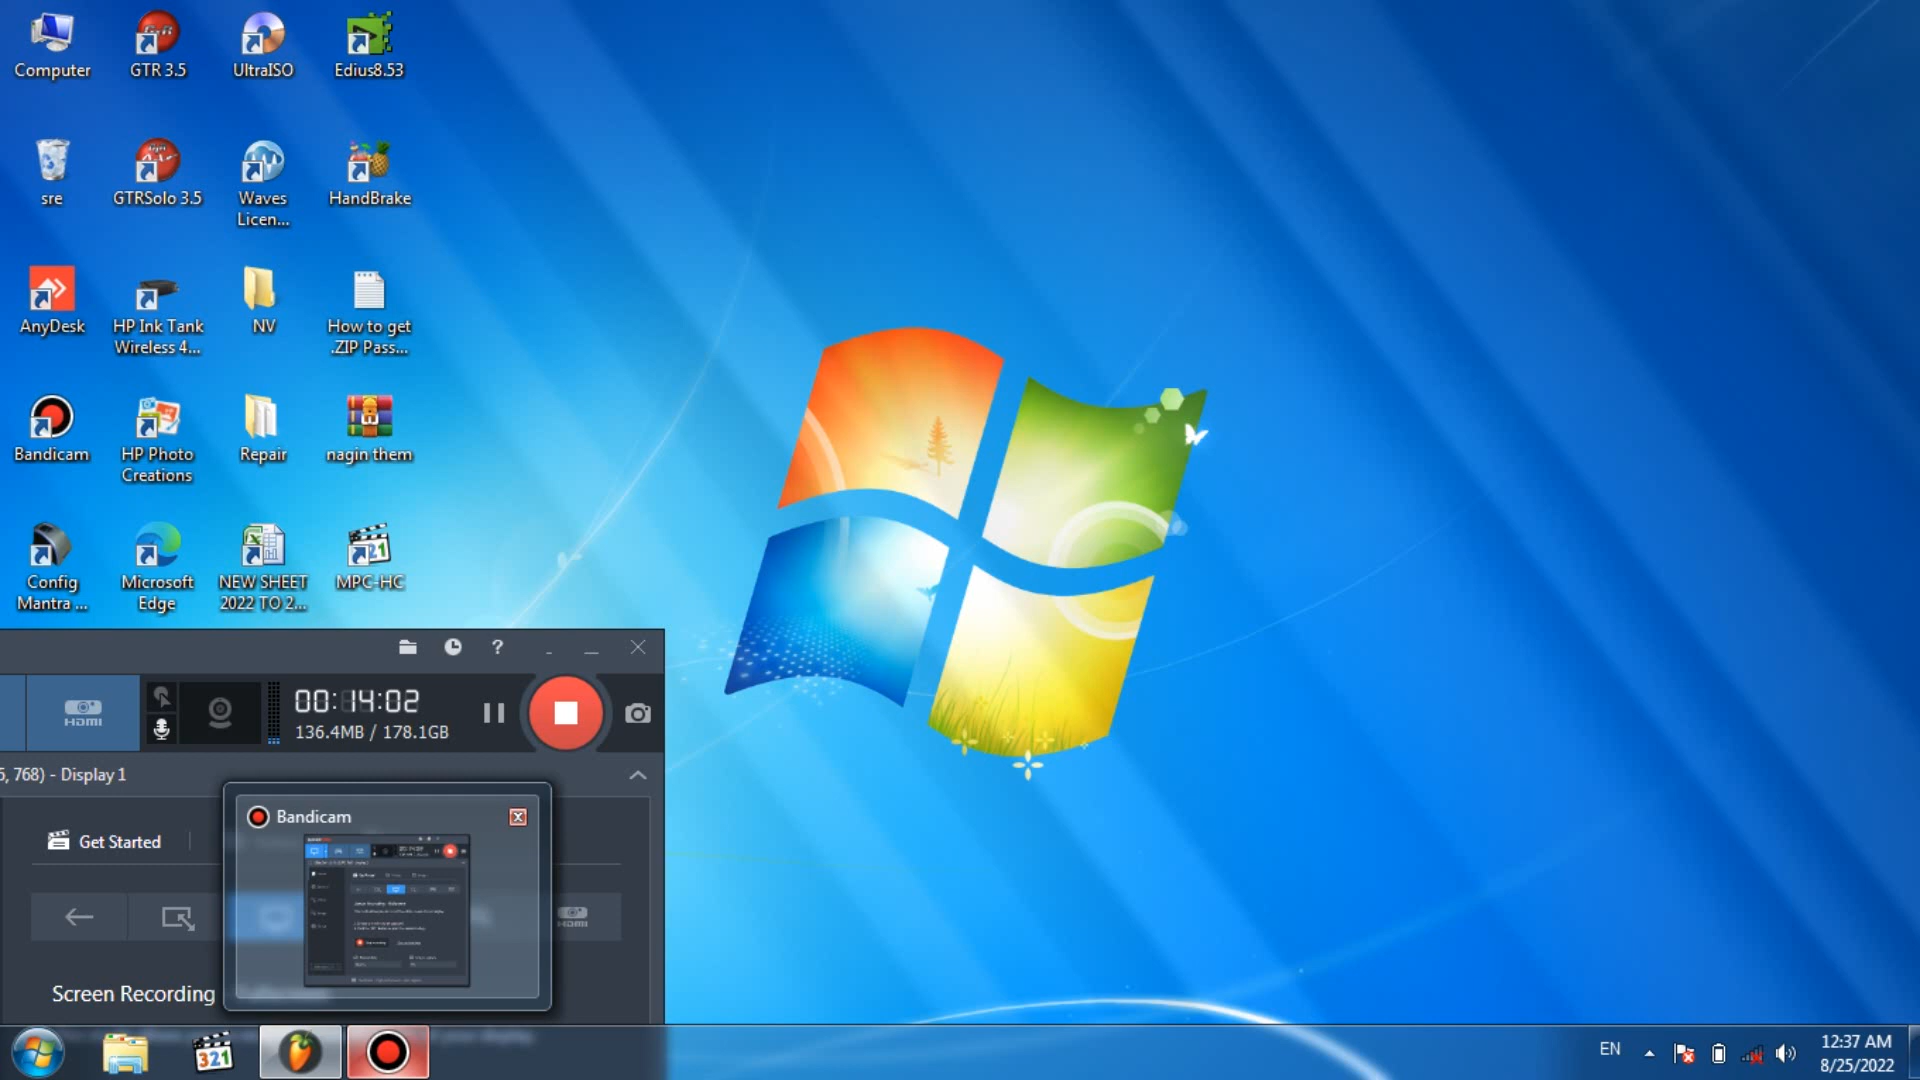 Computer
GTR 3.5
UltraISO
Edius8.53
sre
GTRSolo 3.5
Waves
Licen...
HandBrake
AnyDesk
HP Ink Tank
Wireless 4...
NV
How to get
.ZIP Pass...
Bandicam
HP Photo
Creations
Repair
nagin them
Config
Mantra ...
Microsoft
Edge
NEW SHEET
2022 TO 2...
321
MPC-HC
?
HDMI
00:14:02
136.4MB / 178.1GB
, 768) - Display 1
Bandicam
Get Started
HDMI
Screen Recording
321
EN
12:37 AM
8/25/2022